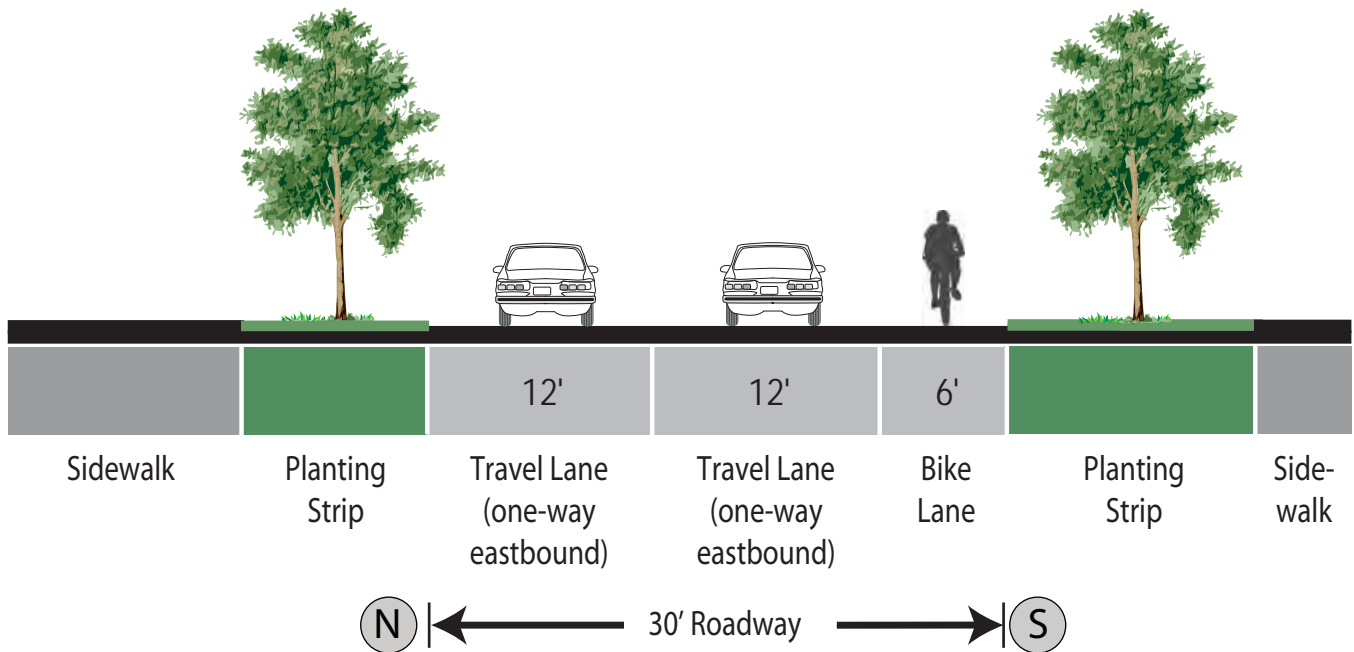 12'
12'
6'
Sidewalk
Planting
Strip
Travel Lane
(one-way
eastbound)
Travel Lane
(one-way
eastbound)
Bike
Lane
Planting
Strip
Side-
walk
N
30' Roadway
S